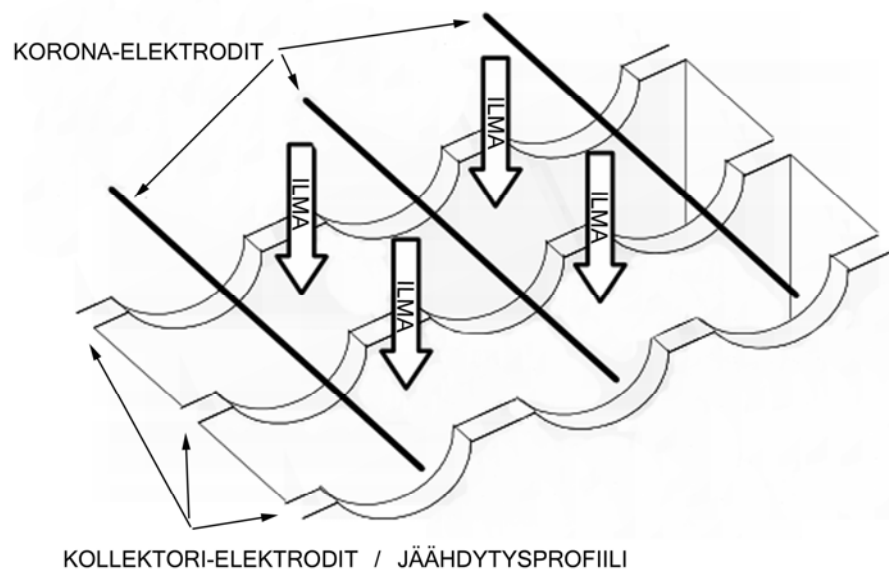 KORONA-ELEKTRODIT
ILMA
ILMA
ILMA
ILMA
KOLLEKTORI-ELEKTRODIT / JÄÄHDYTYSPROFIILI